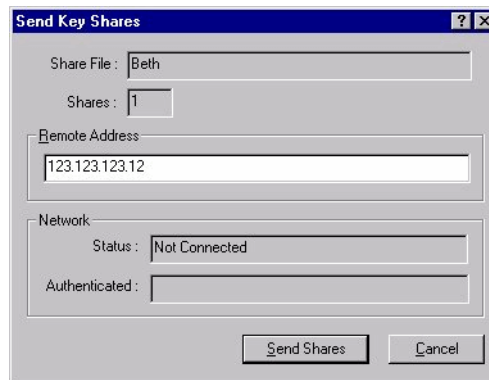 Send Key Shares
Share File : Beth
Shares : 1
Remote Address
123.123.123.12
Network
Status : Not Connected
Authenticated :
Send Shares Cancel